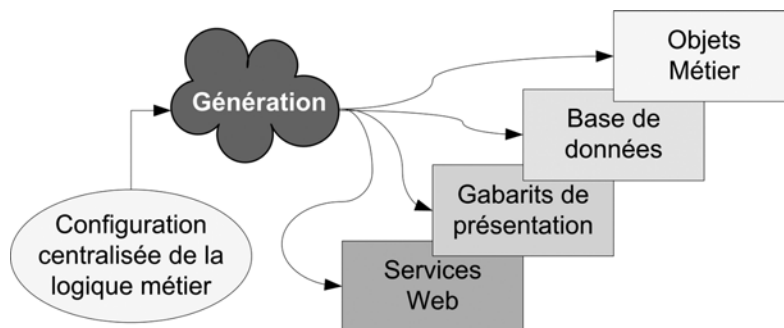 Génération
Configuration
centralisée de la
logique métier
Objets
Métier
Base de
données
Gabarits de
présentation
Services
Web